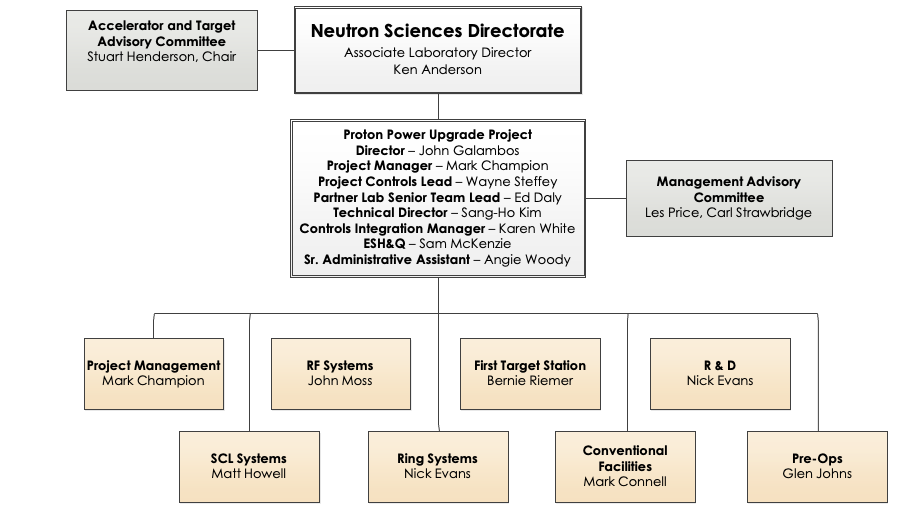 Accelerator and Target
Advisory Committee
Stuart Henderson, Chair
Neutron Sciences Directorate
Associate Laboratory Director
Ken Anderson
Proton Power Upgrade Project
Director – John Galambos
Project Manager – Mark Champion
Project Controls Lead – Wayne Steffey
Partner Lab Senior Team Lead – Ed Daly
Technical Director – Sang-Ho Kim
Controls Integration Manager – Karen White
ESH&Q – Sam McKenzie
Sr. Administrative Assistant – Angie Woody
Management Advisory
Committee
Les Price, Carl Strawbridge
Project Management
Mark Champion
RF Systems
John Moss
First Target Station
Bernie Riemer
R & D
Nick Evans
SCL Systems
Matt Howell
Ring Systems
Nick Evans
Conventional
Facilities
Mark Connell
Pre-Ops
Glen Johns